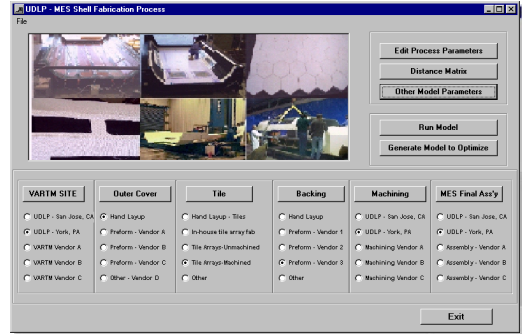 UDLP - MES Shell Fabrication Process
File
Edit Process Parameters
Distance Matrix
Other Model Parameters
Run Model
Generate Model to Optimize
VARTM SITE
UDLP - San Jose, CA
UDLP - York, PA
VARTM Vendor A
VARTM Vendor B
VARTM Vendor C
Outer Cover
Hand Layup
Preform - Vendor A
Preform - Vendor B
Preform - Vendor C
Other - Vendor D
Tile
Hand Layup - Tiles
In-house tile array fab
Tile Arrays-Unmachined
Tile Arrays-Machined
Other
Backing
Hand Layup
Preform - Vendor 1
Preform - Vendor 2
Preform - Vendor 3
Other
Machining
UDLP - San Jose, CA
UDLP - York, PA
Machining Vendor A
Machining Vendor B
Machining Vendor C
MES Final Ass'y
UDLP - San Jose, CA
UDLP - York, PA
Assembly - Vendor A
Assembly - Vendor B
Assembly - Vendor C
Exit